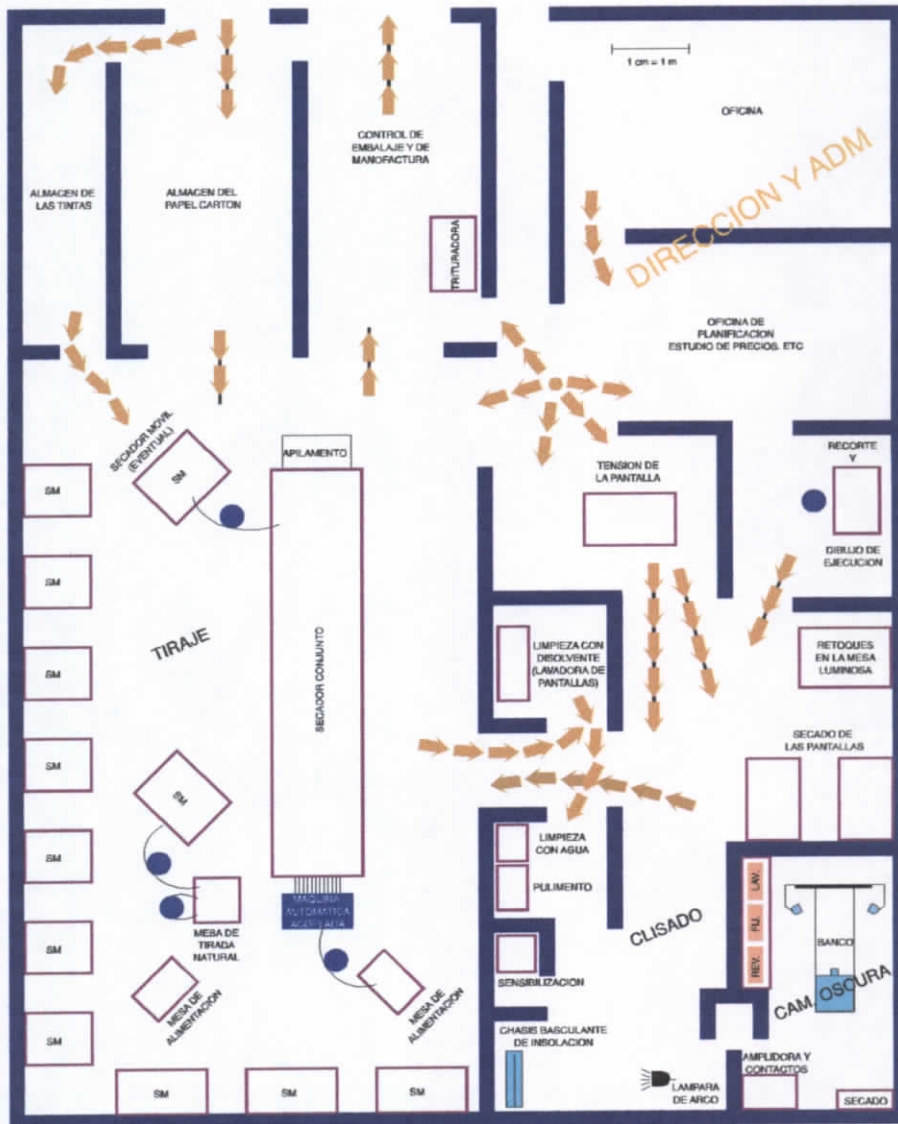 1 cm = 1 m
OFICINA
DIRECCION Y ADM
CONTROL DE
EMBALAJE Y DE
MANOFACTURA
ALMACEN DE
LAS TINTAS
ALMACEN DEL
PAPEL CARTON
TRITURADORA
OFICINA DE
PLANIFICACION
ESTUDIO DE PRECIOS. ETC
SECADOR MOVIL
(EVENTUAL)
SM
APILAMENTO
TENSION DE
LA PANTALLA
RECORTE
Y
DIBUJO DE
EJECUCION
SM
SM
SM
SM
SM
SM
SM
TIRAJE
SECADOR CONJUNTO
LIMPIEZA CON
DISOLVENTE
(LAVADORA DE
PANTALLAS)
RETOQUES
EN LA MESA
LUMINOSA
SECADO DE
LAS PANTALLAS
SM
LIMPIEZA
CON AGUA
PULIMENTO
MESA DE
TIRADA
NATURAL
MAQUINA
AUTOMATICA
ACOPLADA
MESA DE
ALIMENTACION
MESA DE
ALIMENTACION
SENSIBILIZACION
CLISADO
LAV.
FIJ.
REV.
BANCO
CAM. OSCURA
CHASIS BASCULANTE
DE INSOLACION
LAMPARA
DE ARCO
AMPLIDORA Y
CONTACTOS
SECADO
SM
SM
SM